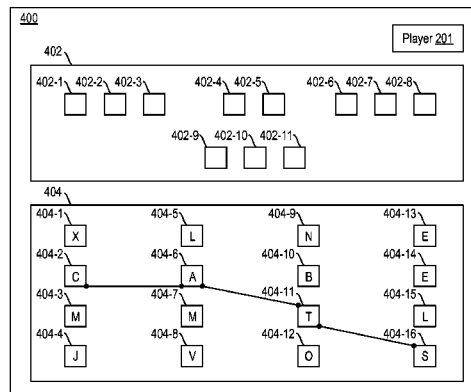 400
Player 201
402
402-1 402-2 402-3 402-4 402-5 402-6 402-7 402-8
402-9 402-10 402-11
404
404-1 404-5 404-9 404-13
X L N E
404-2 404-6 404-10 404-14
C A B E
404-3 404-7 404-11 404-15
M M T L
404-4 404-8 404-12 404-16
J V O S